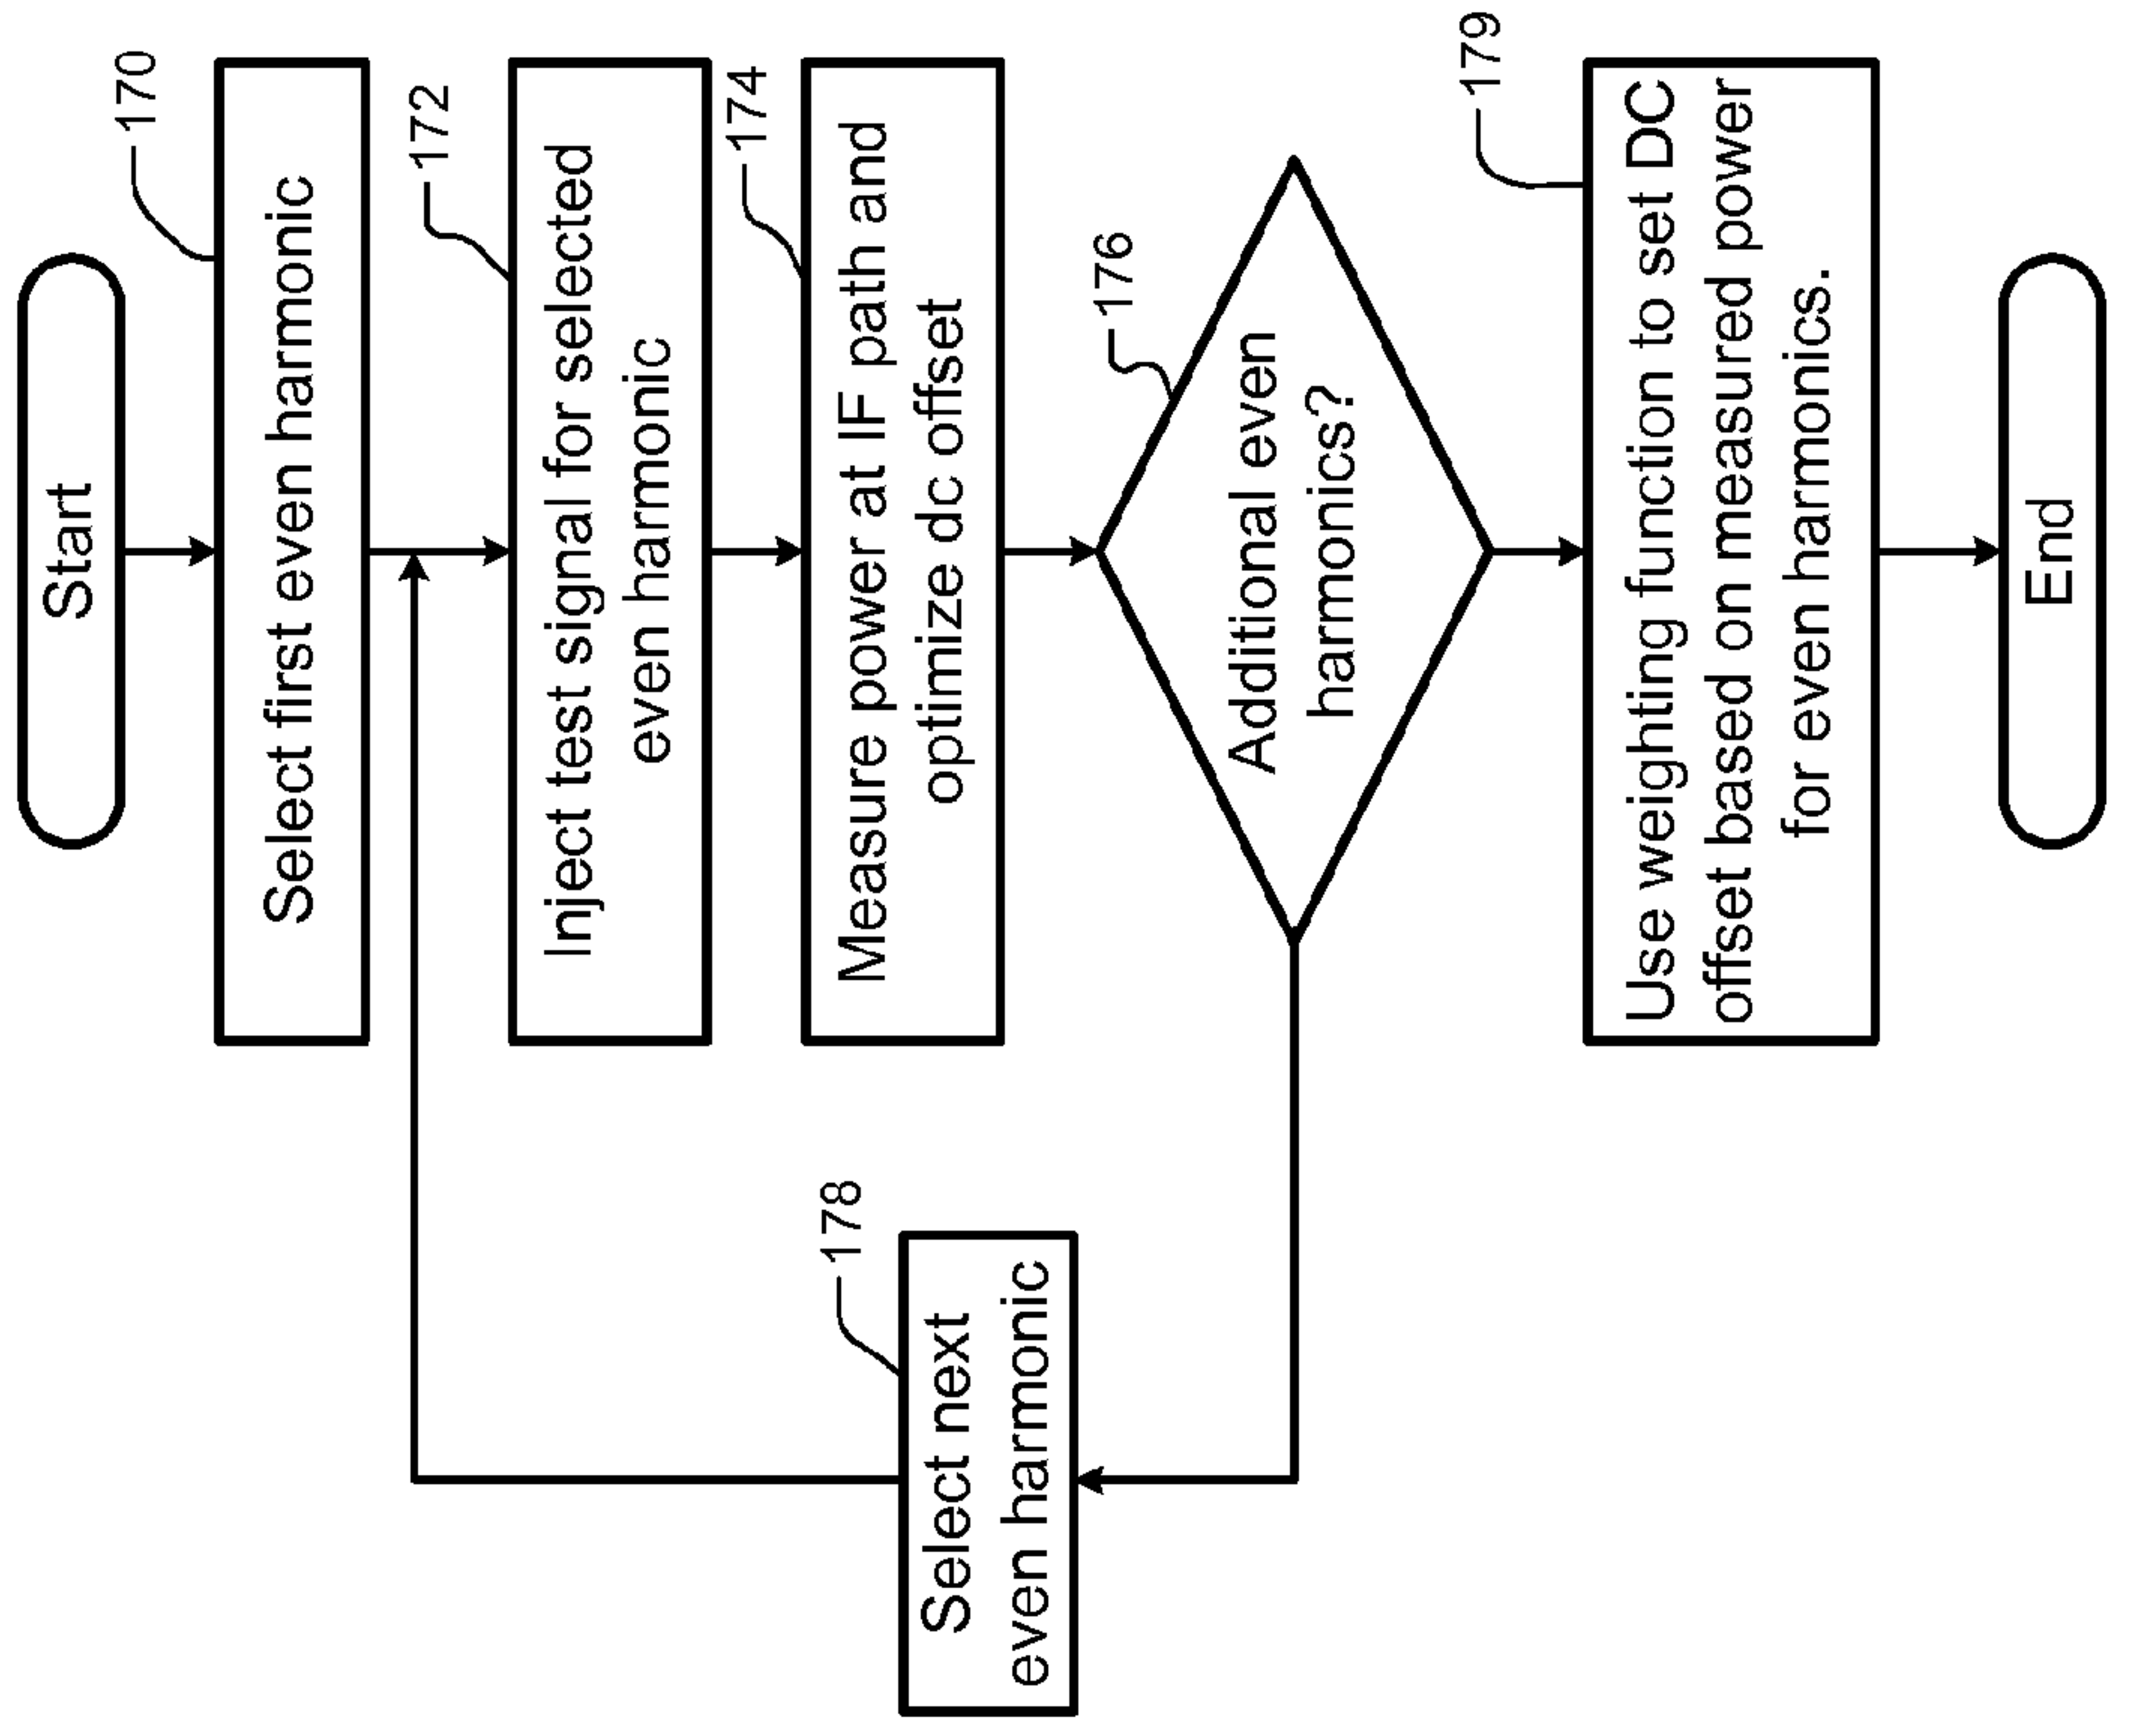 Start
170
Select first even harmonic
172
Inject test signal for selected
even harmonic
174
Measure power at IF path and
optimize dc offset
176
Additional even
harmonics?
178
Select next
even harmonic
179
Use weighting function to set DC
offset based on measured power
for even harmonics.
End